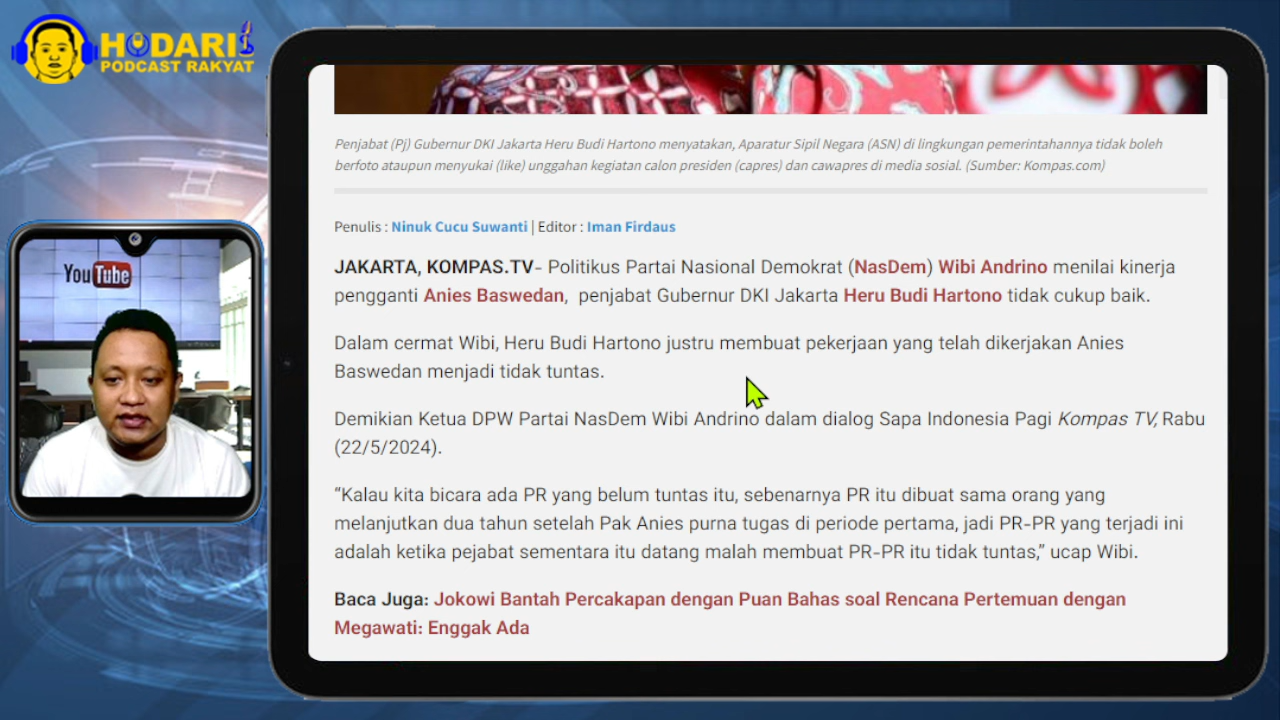 HODARI
PODCAST RAKYAT
YouTube
Penjabat (Pj) Gubernur DKI Jakarta Heru Budi Hartono menyatakan, Aparatur Sipil Negara (ASN) di lingkungan pemerintahannya tidak boleh
berfoto ataupun menyukai (like) unggahan kegiatan calon presiden (capres) dan cawapres di media sosial. (Sumber: Kompas.com)
Penulis : Ninuk Cucu Suwanti | Editor : Iman Firdaus
JAKARTA, KOMPAS.TV- Politikus Partai Nasional Demokrat (NasDem) Wibi Andrino menilai kinerja
pengganti Anies Baswedan, penjabat Gubernur DKI Jakarta Heru Budi Hartono tidak cukup baik.
Dalam cermat Wibi, Heru Budi Hartono justru membuat pekerjaan yang telah dikerjakan Anies
Baswedan menjadi tidak tuntas.
Demikian Ketua DPW Partai NasDem Wibi Andrino dalam dialog Sapa Indonesia Pagi Kompas TV, Rabu
(22/5/2024).
“Kalau kita bicara ada PR yang belum tuntas itu, sebenarnya PR itu dibuat sama orang yang
melanjutkan dua tahun setelah Pak Anies purna tugas di periode pertama, jadi PR-PR yang terjadi ini
adalah ketika pejabat sementara itu datang malah membuat PR-PR itu tidak tuntas,” ucap Wibi.
Baca Juga: Jokowi Bantah Percakapan dengan Puan Bahas soal Rencana Pertemuan dengan
Megawati: Enggak Ada